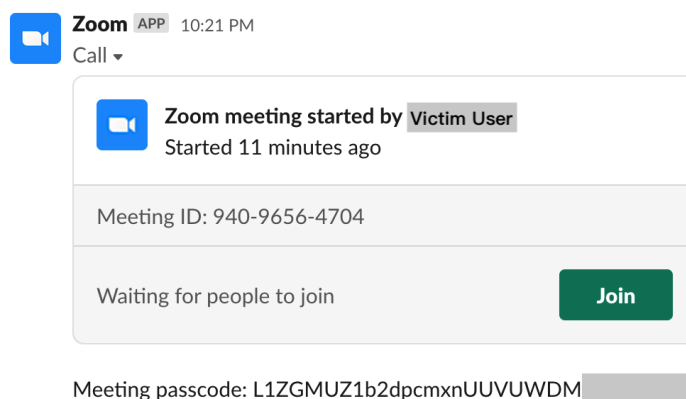 Zoom APP 10:21 PM
Call
Zoom meeting started by Victim User
Started 11 minutes ago
Meeting ID: 940-9656-4704
Waiting for people to join
Join
Meeting passcode: L1ZGMUZ1b2dpcmxnUUVUWDM